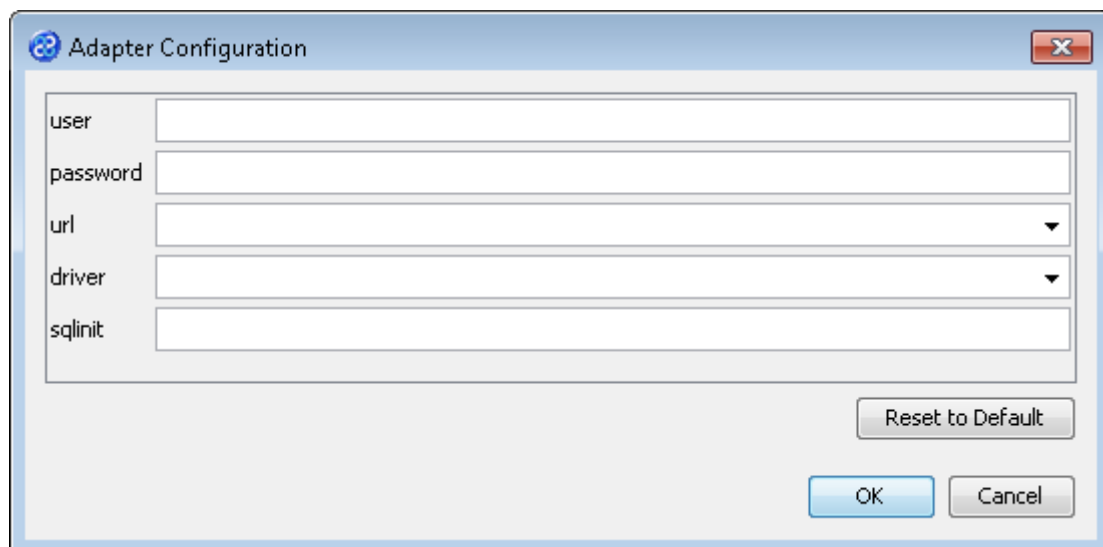 Adapter Configuration
user
password
url
driver
sqlinit
Reset to Default
OK Cancel